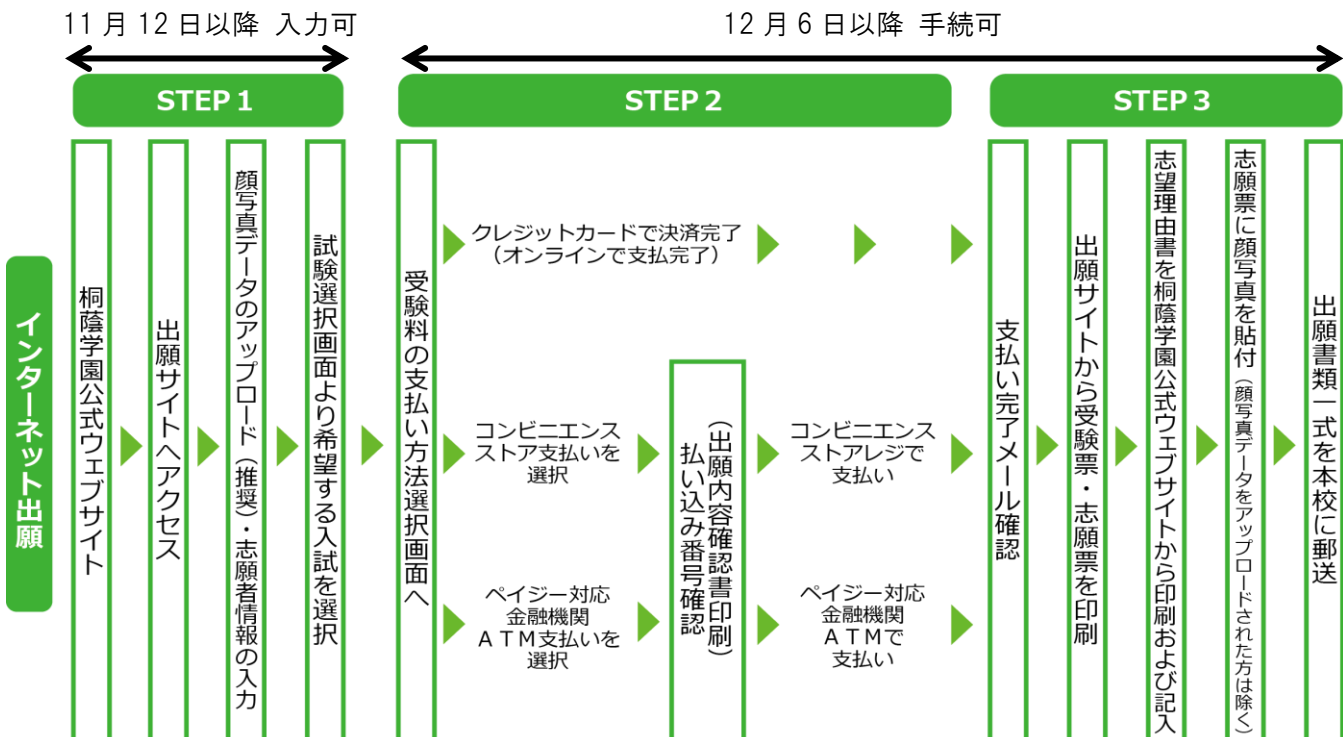 11月12日以降 入力可
12月6日以降 手続可
STEP 1
STEP 2
STEP 3
インターネット出願
桐蔭学園公式ウェブサイト
出願サイトへアクセス
顔写真データのアップロード（推奨）・志願者情報の入力
試験選択画面より希望する入試を選択
受験料の支払い方法選択画面へ
クレジットカードで決済完了
（オンラインで支払完了）
コンビニエンス
ストア支払いを
選択
ペイジー対応
金融機関
ＡＴＭ支払いを
選択
払い込み番号確認
（出願内容確認書印刷）
コンビニエンス
ストアレジで
支払い
ペイジー対応
金融機関
ＡＴＭで
支払い
支払い完了メール確認
出願サイトから受験票・志願票を印刷
志望理由書を桐蔭学園公式ウェブサイトから印刷および記入
志願票に顔写真を貼付（顔写真データをアップロードされた方は除く）
出願書類一式を本校に郵送